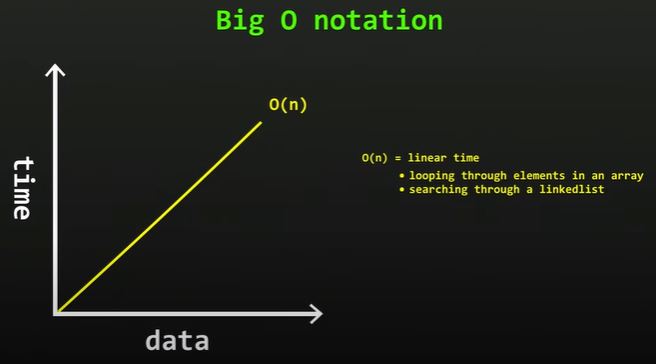 Big O notation
O(n)
time
O(n) = linear time
• looping through elements in an array
• searching through a linkedlist
data